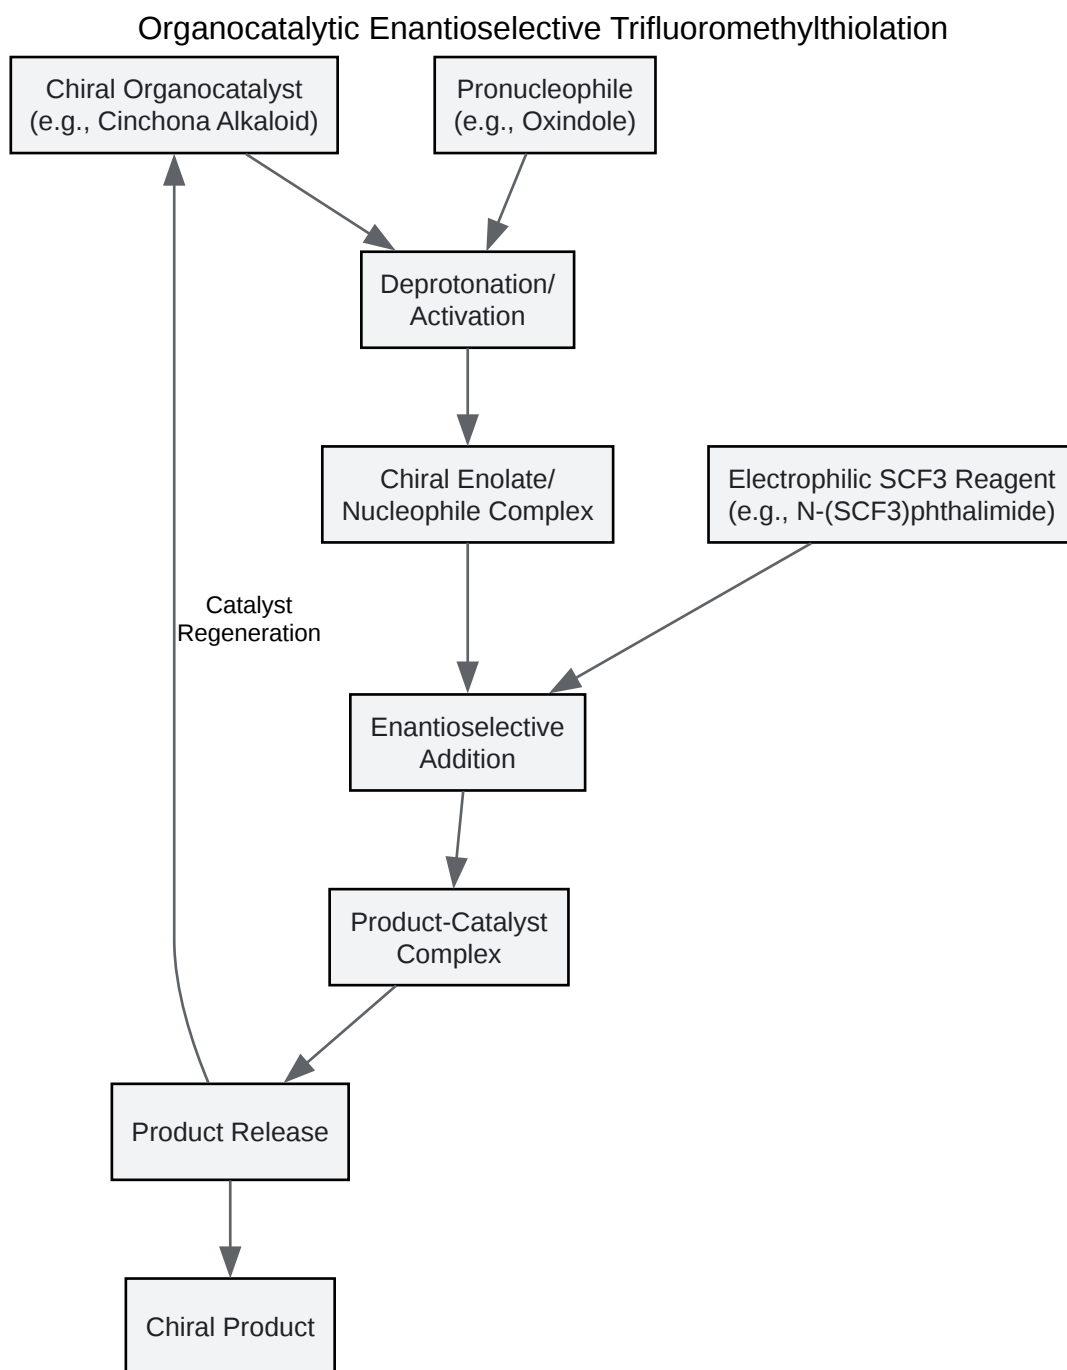 Organocatalytic Enantioselective Trifluoromethylthiolation
Chiral Organocatalyst
(e.g., Cinchona Alkaloid)
Pronucleophile
(e.g., Oxindole)
Deprotonation/
Activation
Chiral Enolate/
Nucleophile Complex
Electrophilic SCF3 Reagent
(e.g., N-(SCF3)phthalimide)
Catalyst
Regeneration
Enantioselective
Addition
Product-Catalyst
Complex
Product Release
Chiral Product